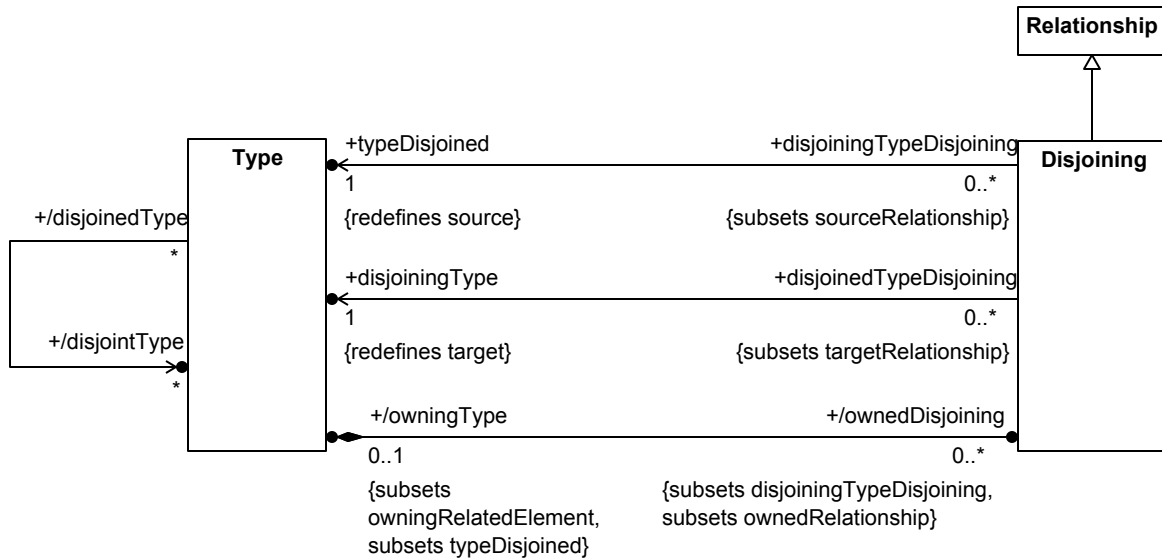 Relationship
Type
+typeDisjoined
+disjoiningTypeDisjoining
Disjoining
1
0..*
{redefines source}
{subsets sourceRelationship}
+/disjoinedType
*
+disjoiningType
+disjoinedTypeDisjoining
1
0..*
{redefines target}
{subsets targetRelationship}
+/disjointType
*
+/owningType
+/ownedDisjoining
0..1
0..*
{subsets
owningRelatedElement,
subsets typeDisjoined}
{subsets disjoiningTypeDisjoining,
subsets ownedRelationship}